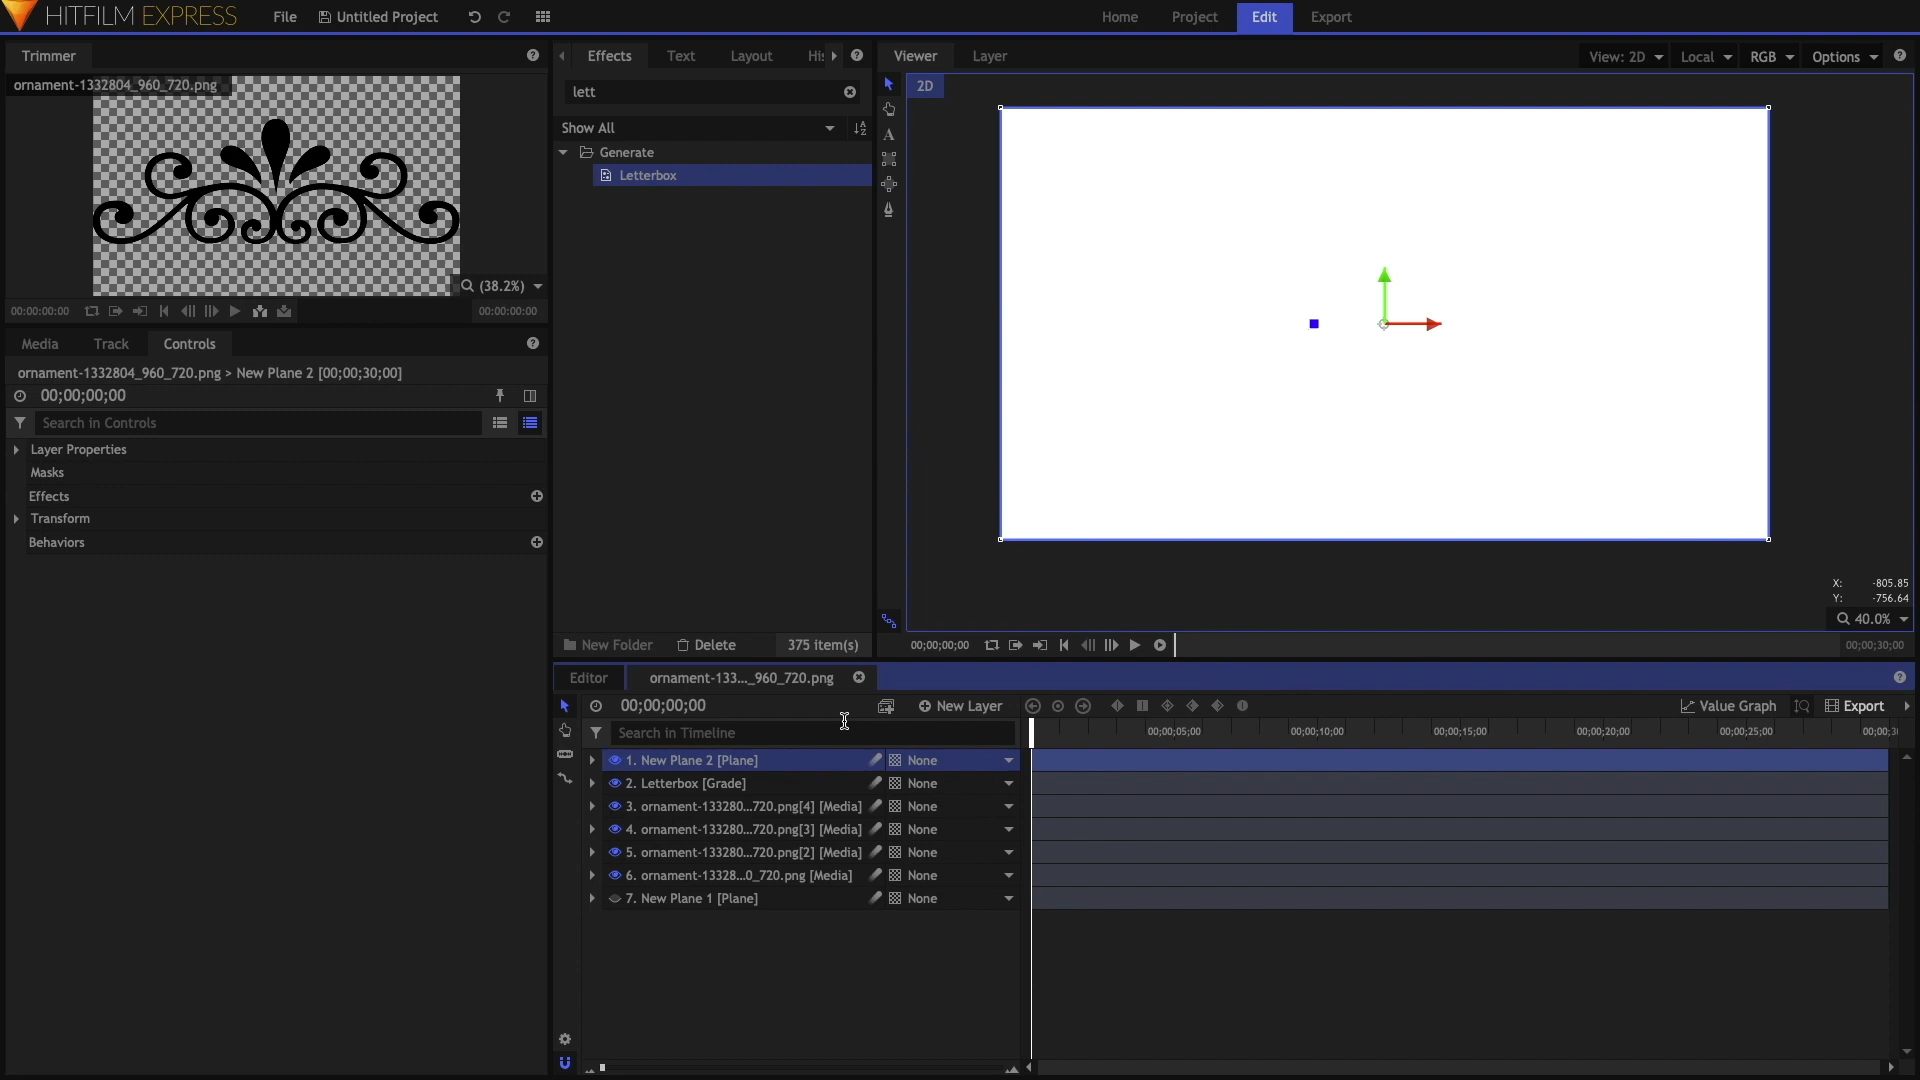 HITFILM EXPRESS
File
Untitled Project
Home
Project
Edit
Export
Trimmer
ornament-1332804_960_720.png
(38.2%)
00:00:00:00
00:00:00:00
Media
Track
Controls
ornament-1332804_960_720.png > New Plane 2 [00;00;30;00]
00;00;00;00
Search in Controls
Layer Properties
Masks
Effects
Transform
Behaviors
Effects
Text
Layout
His
lett
Show All
Generate
Letterbox
New Folder
Delete
375 item(s)
Viewer
Layer
View: 2D
Local
RGB
Options
2D
A
X: -805.85
Y: -756.64
40.0%
00;00;00;00
00;00;30;00
Editor
ornament-133..._960_720.png
00;00;00;00
New Layer
Value Graph
Export
Search in Timeline
00;00;05;00
00;00;10;00
00;00;15;00
00;00;20;00
00;00;25;00
00;00;3
1. New Plane 2 [Plane] None
2. Letterbox [Grade] None
3. ornament-133280...720.png[4] [Media] None
4. ornament-133280...720.png[3] [Media] None
5. ornament-133280...720.png[2] [Media] None
6. ornament-13328...0_720.png [Media] None
7. New Plane 1 [Plane] None